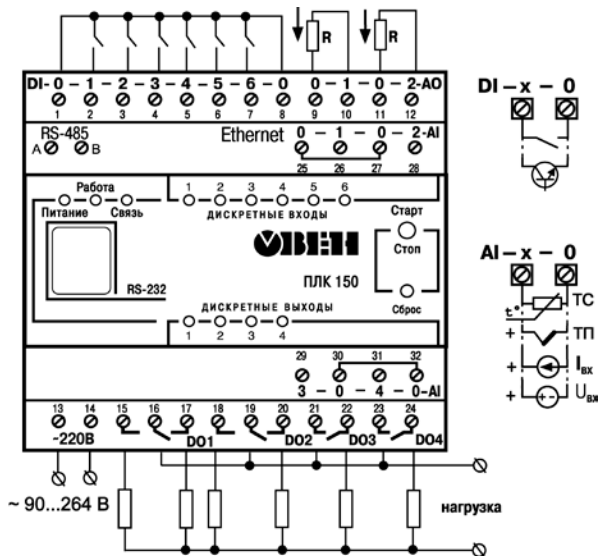 R R
DI-0-1-2-3-4-5-6-0 0-1-0-2-AO
1 2 3 4 5 6 7 8 9 10 11 12
RS-485 Ethernet 0-1-0-2-AI
A B
25 26 27 28
Работа
Питание Связь
1 2 3 4 5 6
ДИСКРЕТНЫЕ ВХОДЫ
Старт
Стоп
ОВЕН
ПЛК 150
RS-232
Сброс
ДИСКРЕТНЫЕ ВЫХОДЫ
1 2 3 4
29 30 31 32
3-0-4-0-AI
13 14 15 16 17 18 19 20 21 22 23 24
~220В DO1 DO2 DO3 DO4
~ 90...264 В
нагрузка
DI-x-0
AI-x-0
t° ТС
+ ТП
+ Iвх
+ Uвх